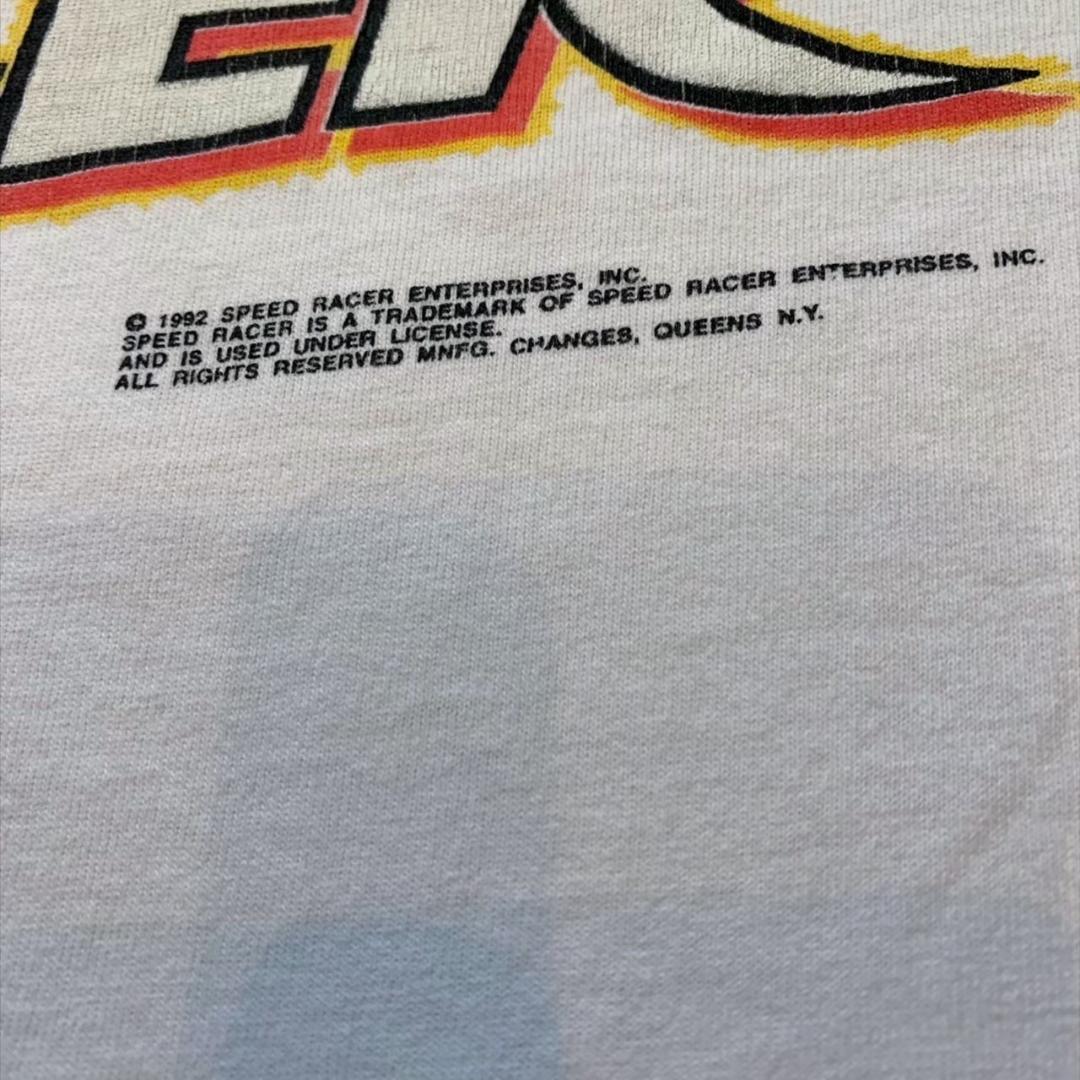 ER
© 1992 SPEED RACER ENTERPRISES, INC.
SPEED RACER IS A TRADEMARK OF SPEED RACER ENTERPRISES, INC.
AND IS USED UNDER LICENSE.
ALL RIGHTS RESERVED MNFG. CHANGES, QUEENS N.Y.